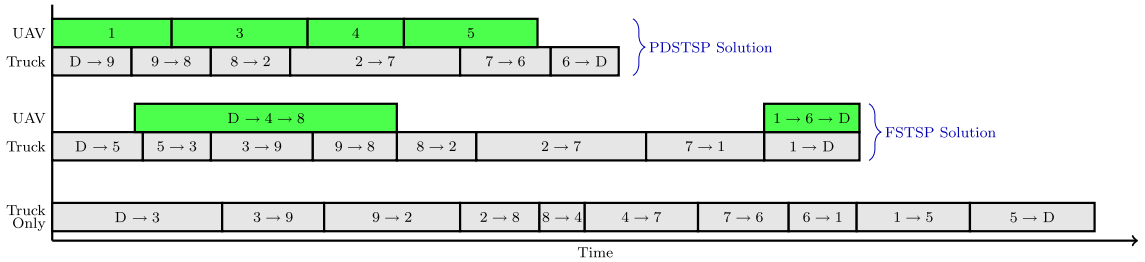 UAV 1 3 4 5
Truck D → 9 9 → 8 8 → 2 2 → 7 7 → 6 6 → D
PDSTSP Solution
UAV D → 4 → 8 1 → 6 → D
Truck D → 5 5 → 3 3 → 9 9 → 8 8 → 2 2 → 7 7 → 1 1 → D
FSTSP Solution
Truck
Only
D → 3 3 → 9 9 → 2 2 → 8 8 → 4 4 → 7 7 → 6 6 → 1 1 → 5 5 → D
Time